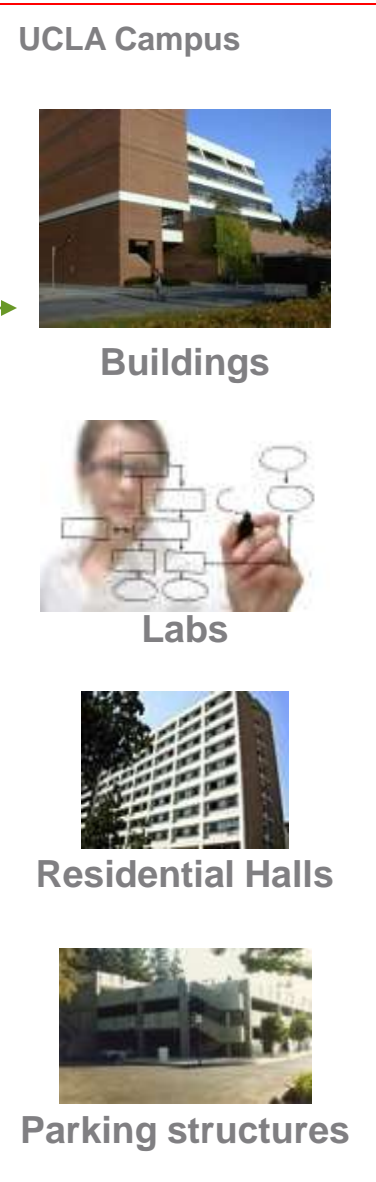 UCLA Campus
Buildings
Labs
Residential Halls
Parking structures